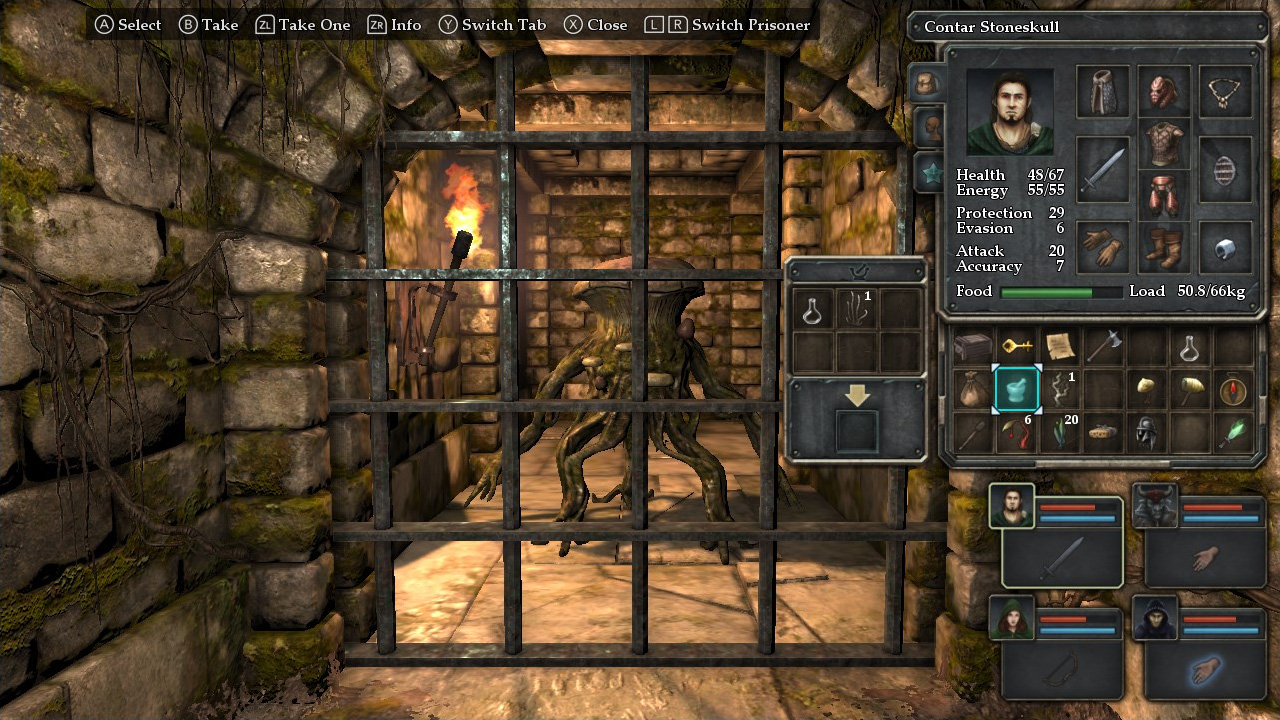 A Select B Take ZL Take One ZR Info Y Switch Tab X Close L R Switch Prisoner
Contar Stoneskull
Health 48/67
Energy 55/55
Protection 29
Evasion 6
Attack 20
Accuracy 7
Food Load 50.8/66kg
1
1
6 20